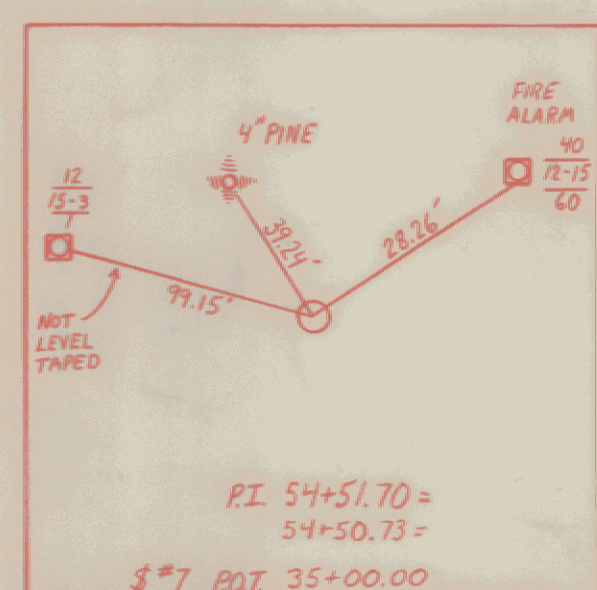 FIRE
ALARM
4" PINE
40
12-15
60
12
15-3
1
39.24'
28.26'
99.15'
NOT
LEVEL
TAPED
P.I. 54+51.70 =
54+50.73 =
#7 POT 35+00.00